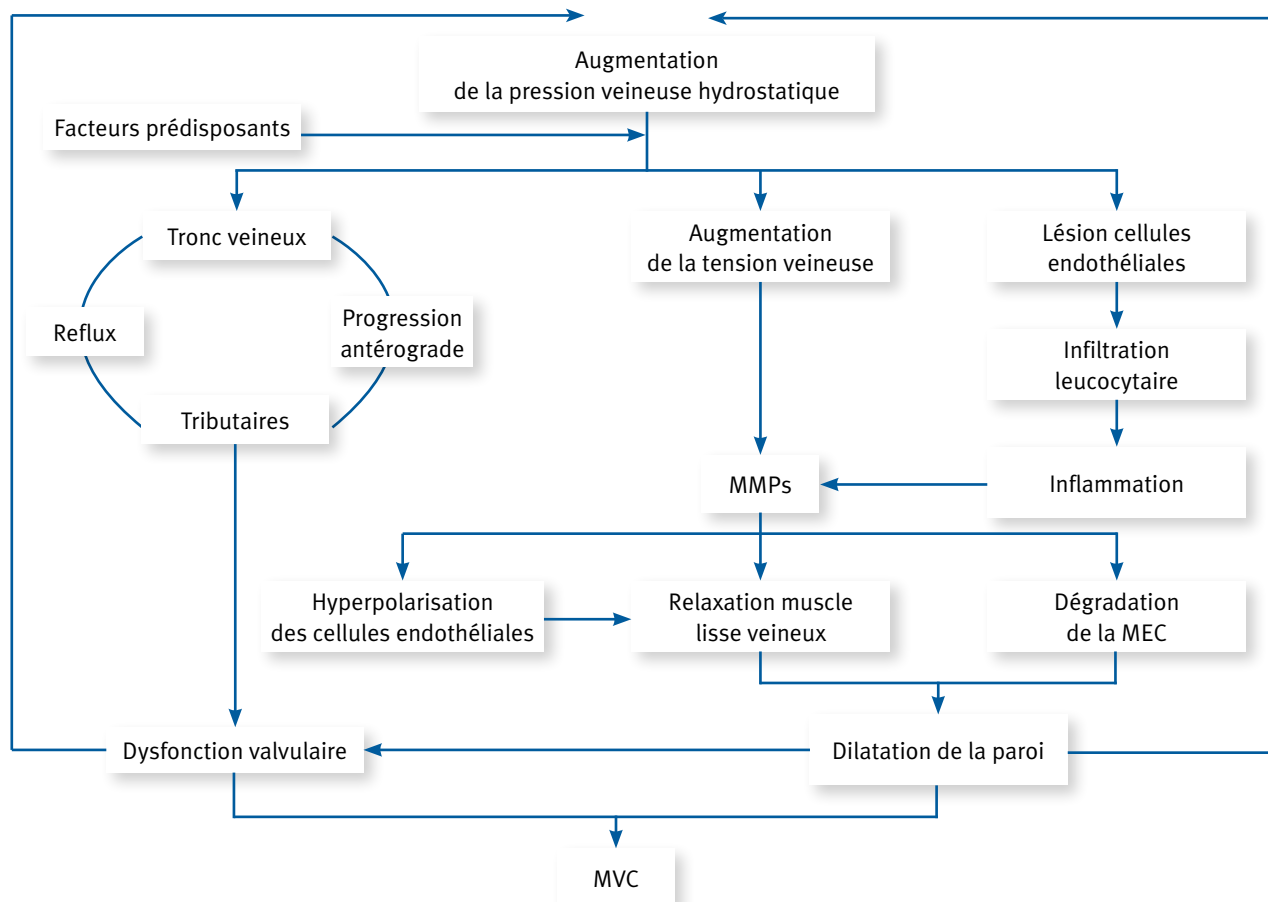 Augmentation
de la pression veineuse hydrostatique
Facteurs prédisposants
Tronc veineux
Augmentation
de la tension veineuse
Lésion cellules
endothéliales
Reflux
Progression
antérograde
Infiltration
leucocytaire
Tributaires
MMPs
Inflammation
Hyperpolarisation
des cellules endothéliales
Relaxation muscle
lisse veineux
Dégradation
de la MEC
Dysfonction valvulaire
Dilatation de la paroi
MVC